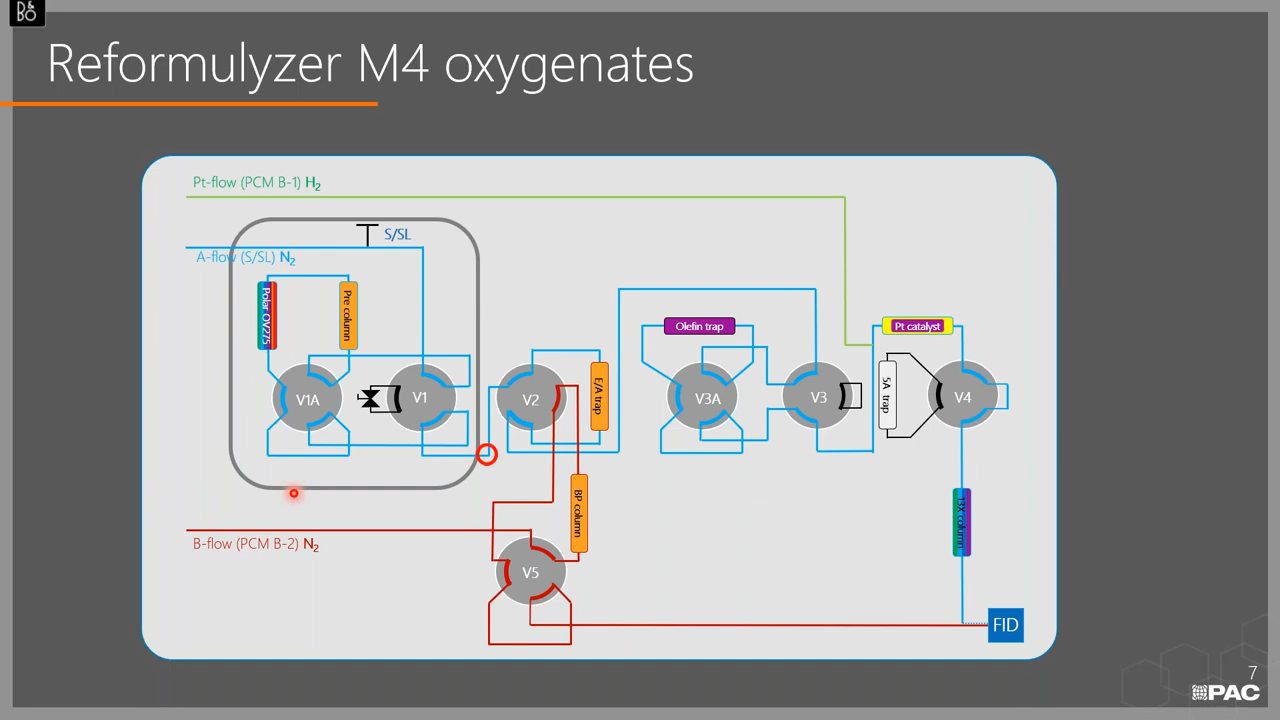 B&
BO
Reformulyzer M4 oxygenates
Pt-flow (PCM B-1) H₂
S/SL
A-flow (S/SL) N₂
Polar OV275
Pre column
Olefin trap
Pt catalyst
E/A trap
5A trap
V1A
V1
V2
V3A
V3
V4
BP column
13X column
B-flow (PCM B-2) N₂
V5
FID
7
PAC